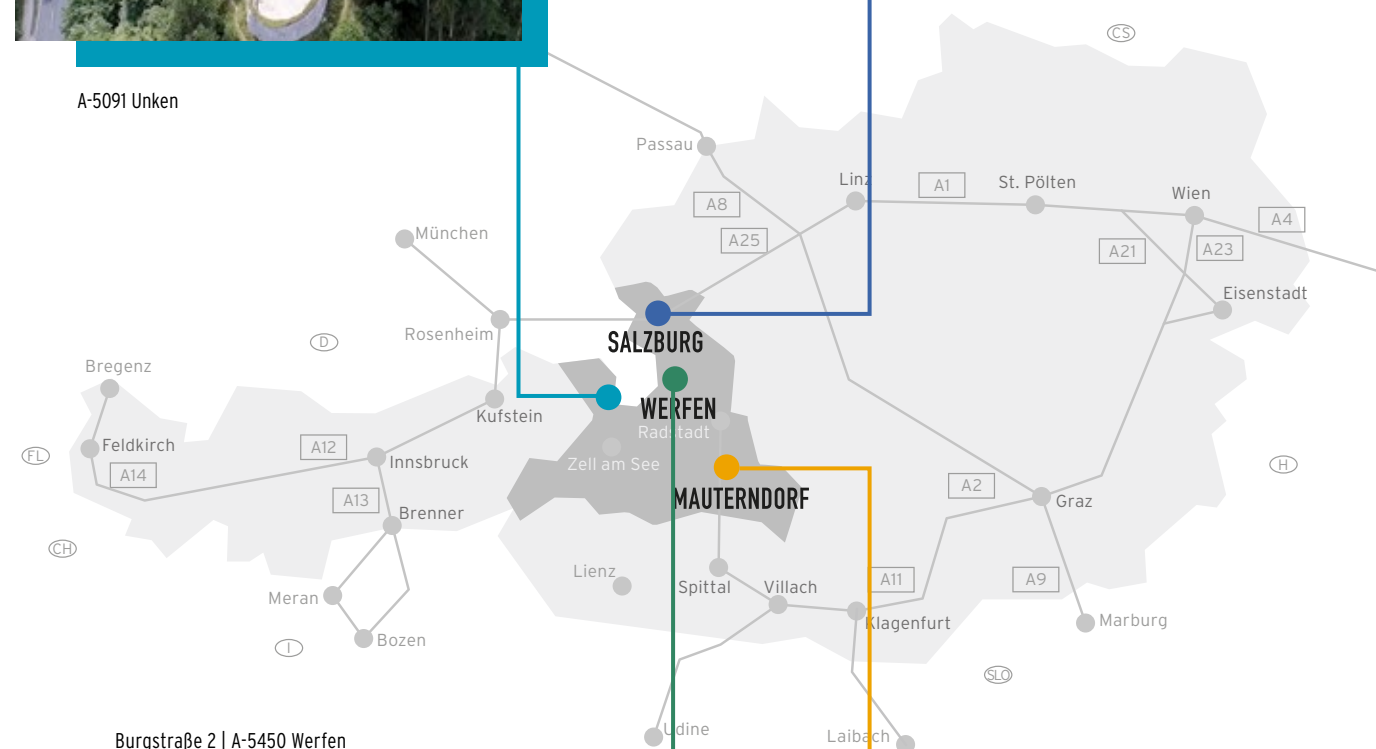 CS
A-5091 Unken
Passau
Linz
A1
St. Pölten
Wien
A8
A4
München
A25
A21
A23
Eisenstadt
Rosenheim
SALZBURG
D
Bregenz
WERFEN
Kufstein
Radstadt
Feldkirch
A12
FL
A14
Innsbruck
Zell am See
H
A13
MAUTERNDORF
A2
Graz
Brenner
CH
Lienz
Spittal
Villach
A11
A9
Meran
Klagenfurt
Marburg
Bozen
I
SLO
Udine
Laibach
Burgstraße 2 | A-5450 Werfen